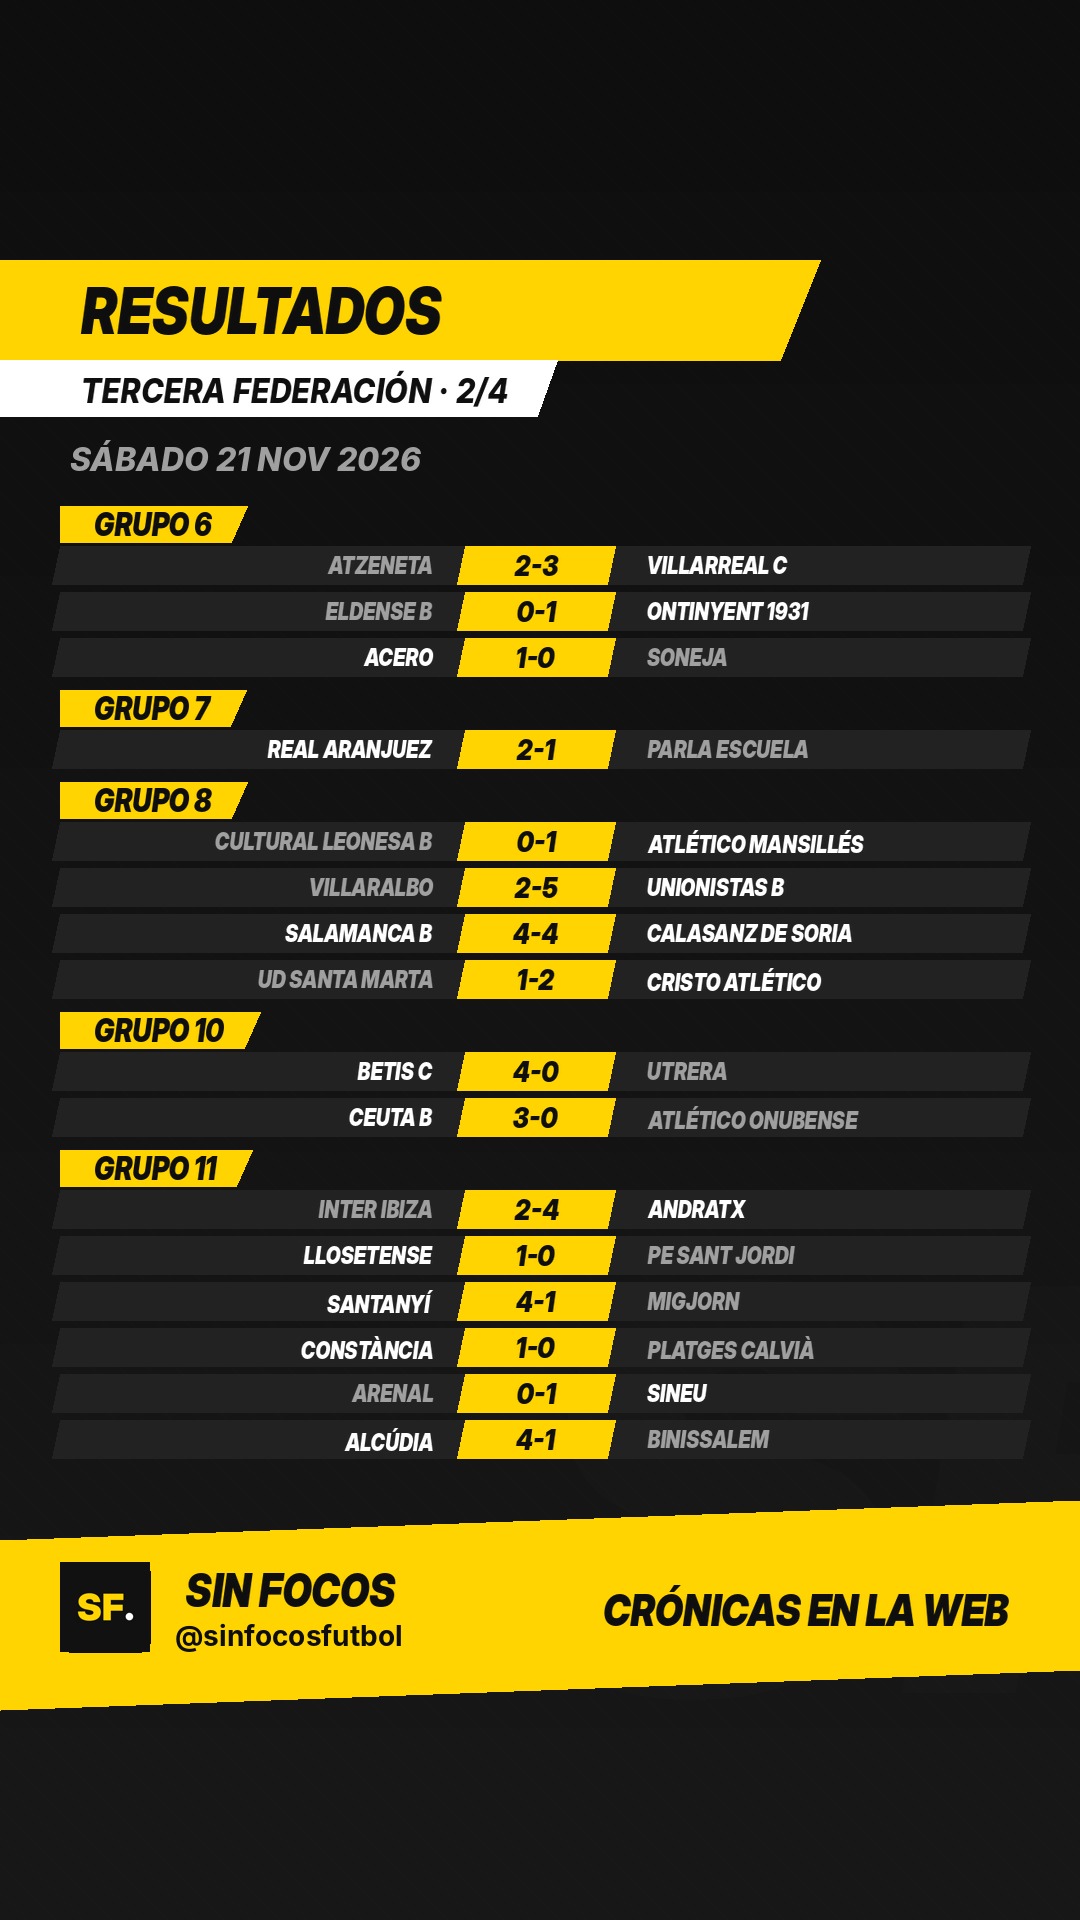 RESULTADOS
TERCERA FEDERACIÓN · 2/4
SÁBADO 21 NOV 2026
GRUPO 6
ATZENETA 2-3 VILLARREAL C
ELDENSE B 0-1 ONTINYENT 1931
ACERO 1-0 SONEJA
GRUPO 7
REAL ARANJUEZ 2-1 PARLA ESCUELA
GRUPO 8
CULTURAL LEONESA B 0-1 ATLÉTICO MANSILLÉS
VILLARALBO 2-5 UNIONISTAS B
SALAMANCA B 4-4 CALASANZ DE SORIA
UD SANTA MARTA 1-2 CRISTO ATLÉTICO
GRUPO 10
BETIS C 4-0 UTRERA
CEUTA B 3-0 ATLÉTICO ONUBENSE
GRUPO 11
INTER IBIZA 2-4 ANDRATX
LLOSETENSE 1-0 PE SANT JORDI
SANTANYÍ 4-1 MIGJORN
CONSTÀNCIA 1-0 PLATGES CALVIÀ
ARENAL 0-1 SINEU
ALCÚDIA 4-1 BINISSALEM
SF.
SIN FOCOS
@sinfocosfutbol
CRÓNICAS EN LA WEB